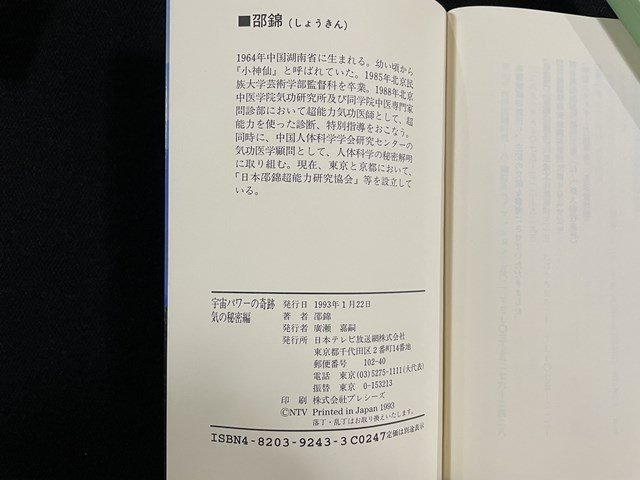 ■邵錦(しょうきん)
1964年中国湖南省に生まれる。幼い頃から
『小神仙』と呼ばれていた。1985年北京民
族大学芸術学部監督科を卒業。1988年北京
中医学院気功研究所及び同学院中医専門家
問診部において超能力気功医師として、超
能力を使った診断、特別指導をおこなう。
同時に、中国人体科学学会研究センターの
気功医学顧問として、人体科学の秘密解明
に取り組む。現在、東京と京都において、
「日本邵錦超能力研究協会」等を設立して
いる。
宇宙パワーの奇跡
気の秘密編
発行日 1993年1月22日
著者 邵錦
発行者 廣瀬 嘉嗣
発行所 日本テレビ放送網株式会社
東京都千代田区2番町14番地
郵便番号 102-40
電話 東京(03)5275-1111(大代表)
振替 東京 0-153213
印刷 株式会社プレシーズ
©NTV Printed in Japan 1993
落丁・乱丁はお取り換えいたします。
ISBN4-8203-9243-3 C0247 定価は別途表示